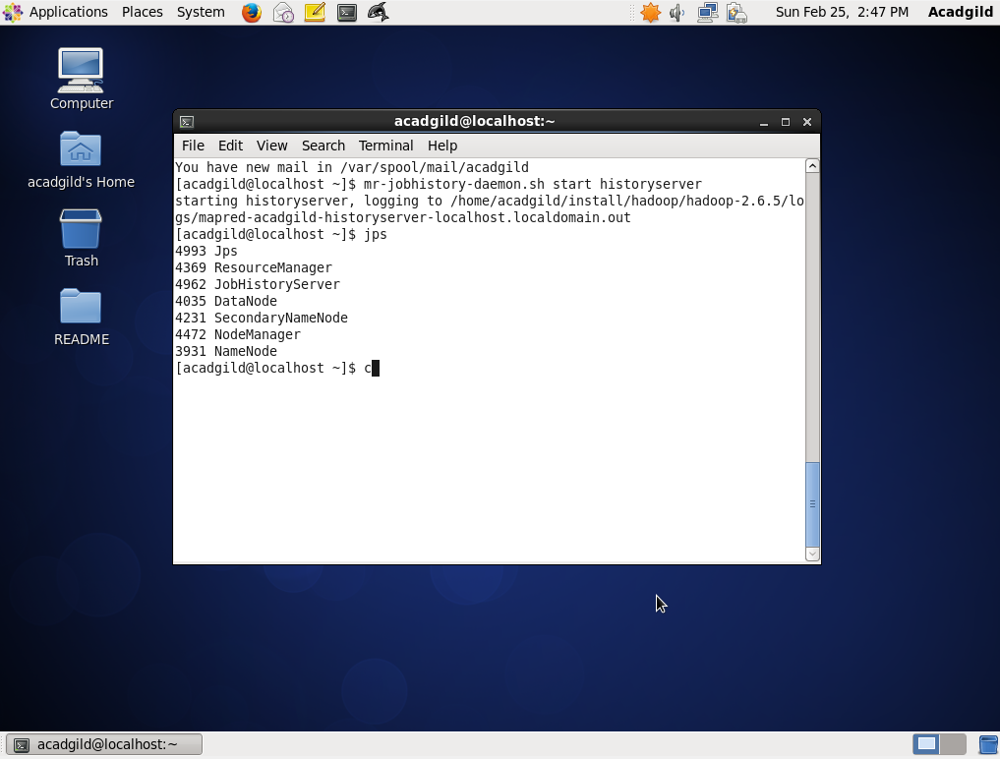 Applications Places System Sun Feb 25, 2:47 PM Acadgild
Computer
acadgild's Home
Trash
README
acadgild@localhost:~
File Edit View Search Terminal Help
You have new mail in /var/spool/mail/acadgild
[acadgild@localhost ~]$ mr-jobhistory-daemon.sh start historyserver
starting historyserver, logging to /home/acadgild/install/hadoop/hadoop-2.6.5/lo
gs/mapred-acadgild-historyserver-localhost.localdomain.out
[acadgild@localhost ~]$ jps
4993 Jps
4369 ResourceManager
4962 JobHistoryServer
4035 DataNode
4231 SecondaryNameNode
4472 NodeManager
3931 NameNode
[acadgild@localhost ~]$ c
acadgild@localhost:~